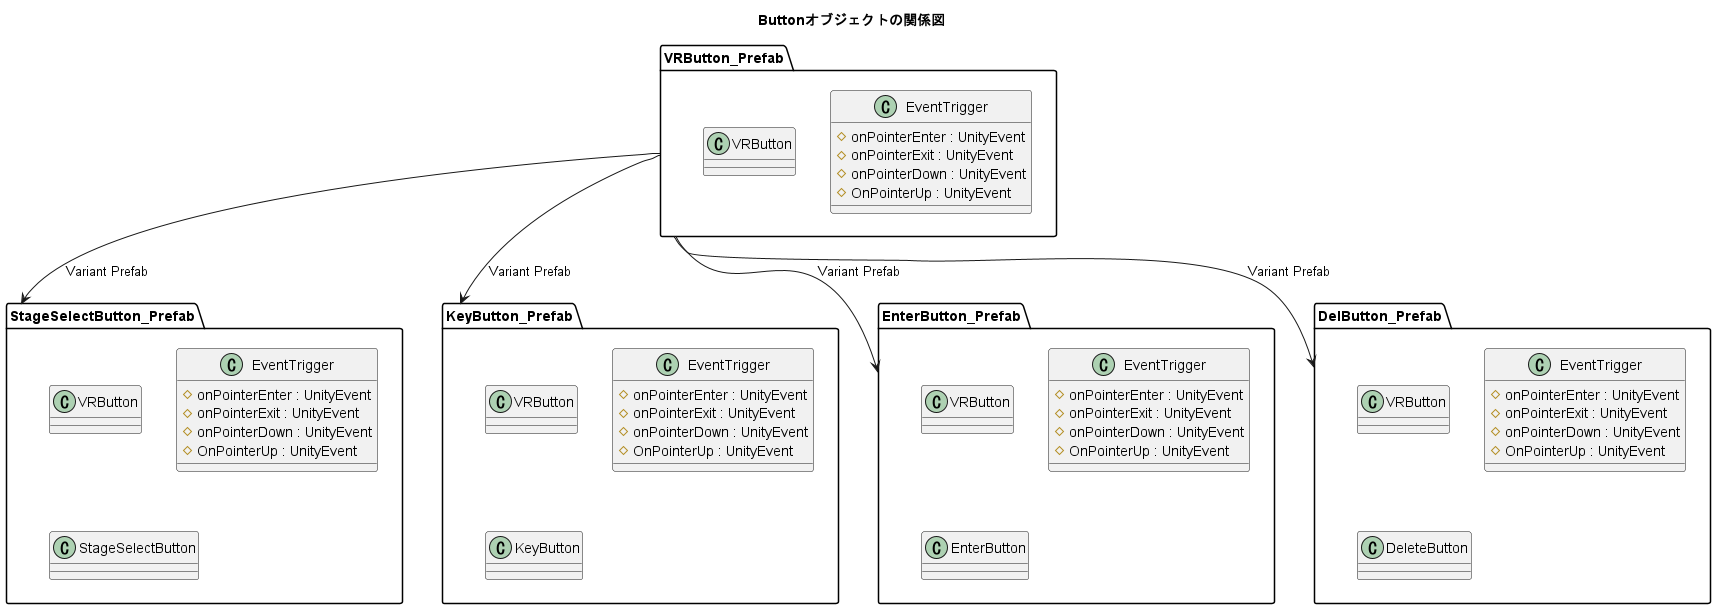 Buttonオブジェクトの関係図
VRButton_Prefab
C EventTrigger
onPointerEnter : UnityEvent
onPointerExit : UnityEvent
onPointerDown : UnityEvent
OnPointerUp : UnityEvent
C VRButton
Variant Prefab
Variant Prefab
Variant Prefab
Variant Prefab
StageSelectButton_Prefab
C VRButton
C EventTrigger
onPointerEnter : UnityEvent
onPointerExit : UnityEvent
onPointerDown : UnityEvent
OnPointerUp : UnityEvent
C StageSelectButton
KeyButton_Prefab
C VRButton
C EventTrigger
onPointerEnter : UnityEvent
onPointerExit : UnityEvent
onPointerDown : UnityEvent
OnPointerUp : UnityEvent
C KeyButton
EnterButton_Prefab
C VRButton
C EventTrigger
onPointerEnter : UnityEvent
onPointerExit : UnityEvent
onPointerDown : UnityEvent
OnPointerUp : UnityEvent
C EnterButton
DelButton_Prefab
C VRButton
C EventTrigger
onPointerEnter : UnityEvent
onPointerExit : UnityEvent
onPointerDown : UnityEvent
OnPointerUp : UnityEvent
C DeleteButton